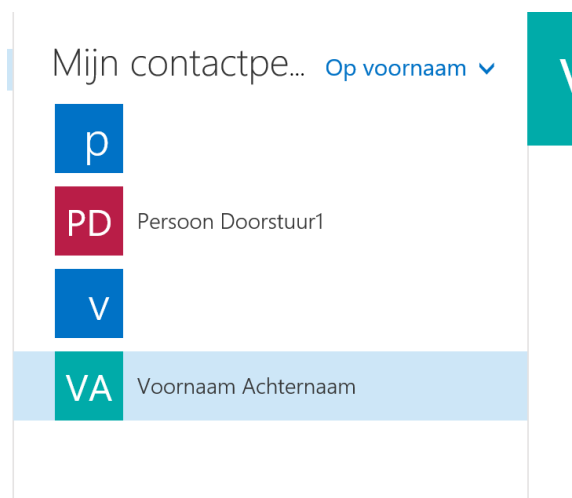 Mijn contactpe... Op voornaam
p
PD Persoon Doorstuur1
v
VA Voornaam Achternaam